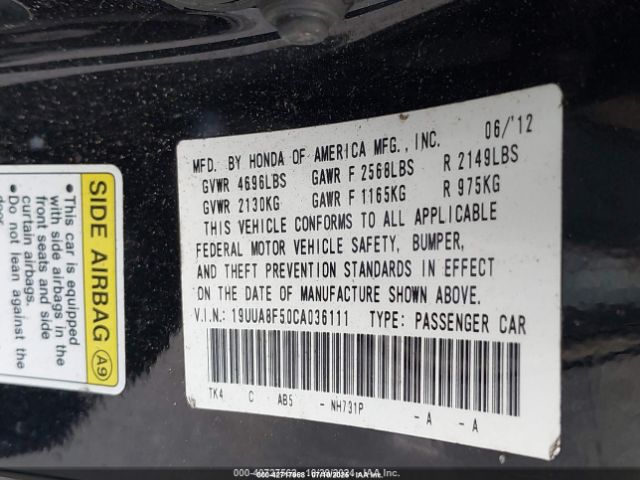 MFD. BY HONDA OF AMERICA MFG., INC. 06/'12
GVWR 4696LBS GAWR F 2568LBS R 2149LBS
GVWR 2130KG GAWR F 1165KG R 975KG
THIS VEHICLE CONFORMS TO ALL APPLICABLE
FEDERAL MOTOR VEHICLE SAFETY, BUMPER,
AND THEFT PREVENTION STANDARDS IN EFFECT
ON THE DATE OF MANUFACTURE SHOWN ABOVE.
V.I.N.: 19UUA8F50CA036111 TYPE: PASSENGER CAR
TK4 C AB5 - NH731P - A - A
SIDE AIRBAG A9
• This car is equipped
with side airbags in the
front seats and side
curtain airbags.
• Do not lean against the